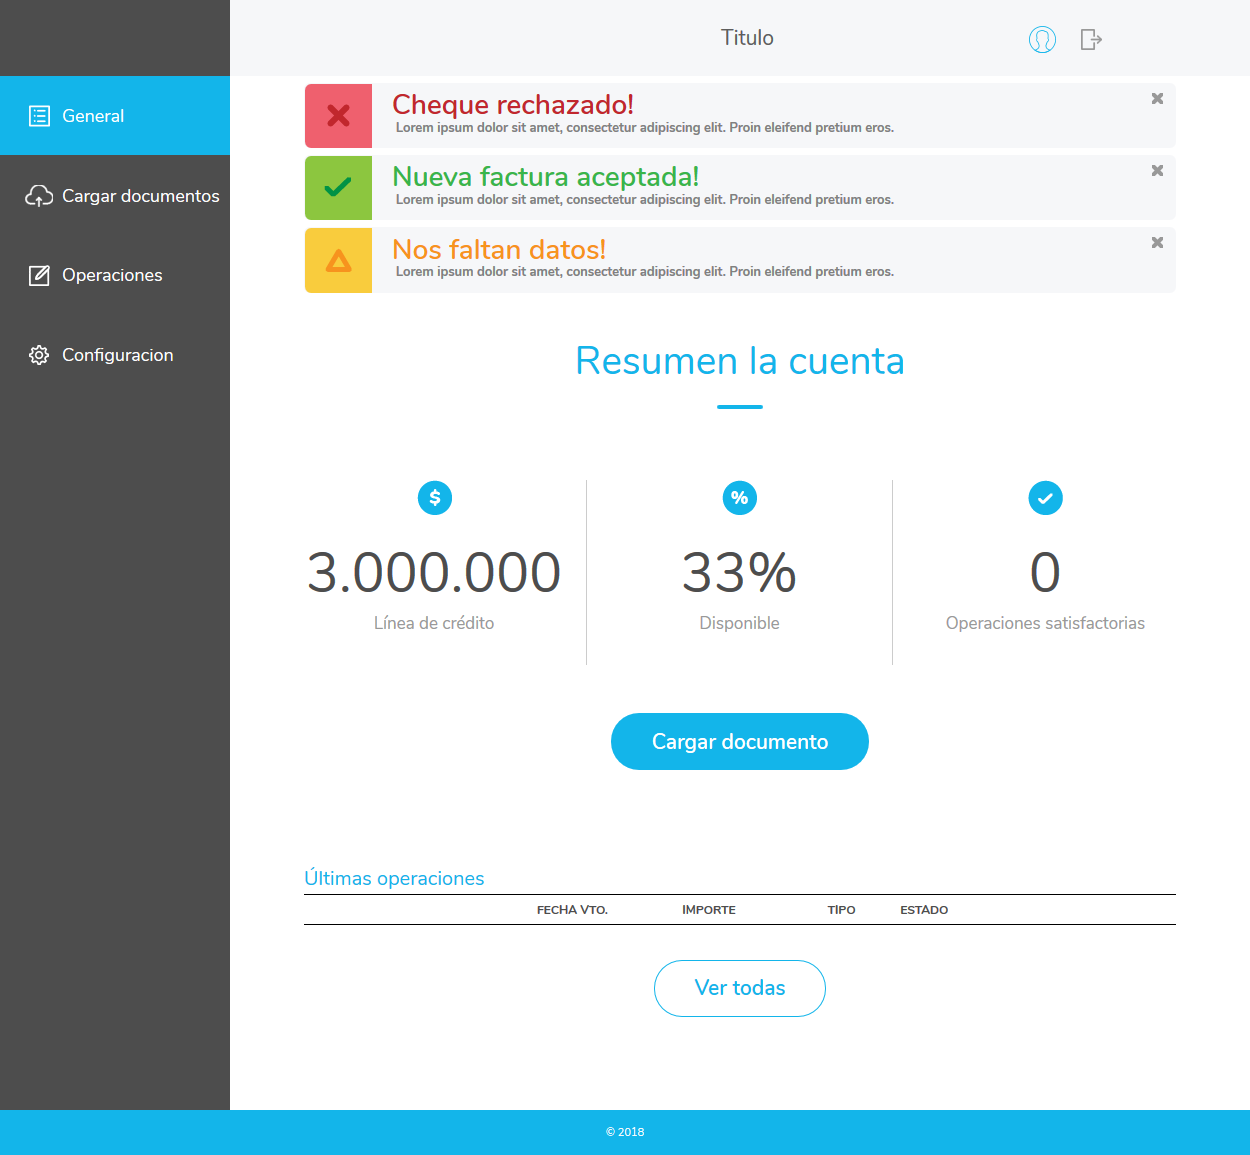 Titulo
General
Cargar documentos
Operaciones
Configuracion
Cheque rechazado!
Lorem ipsum dolor sit amet, consectetur adipiscing elit. Proin eleifend pretium eros.
Nueva factura aceptada!
Lorem ipsum dolor sit amet, consectetur adipiscing elit. Proin eleifend pretium eros.
Nos faltan datos!
Lorem ipsum dolor sit amet, consectetur adipiscing elit. Proin eleifend pretium eros.
Resumen la cuenta
$ % 
3.000.000 33% 0
Línea de crédito Disponible Operaciones satisfactorias
Cargar documento
Últimas operaciones
FECHA VTO. IMPORTE TIPO ESTADO
Ver todas
© 2018